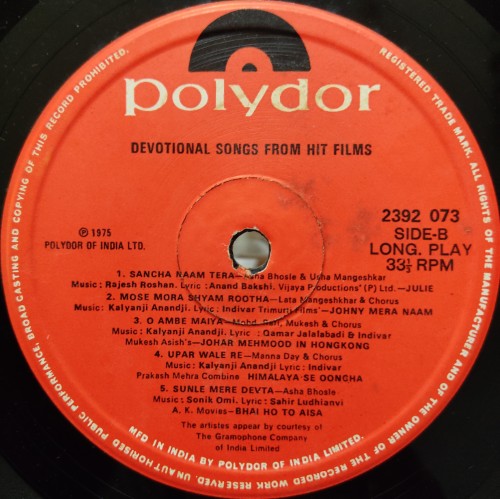 polydor
DEVOTIONAL SONGS FROM HIT FILMS
℗ 1975
POLYDOR OF INDIA LTD.
2392 073
SIDE-B
LONG. PLAY
33⅓ RPM
1. SANCHA NAAM TERA—Asha Bhosle & Usha Mangeshkar
Music: Rajesh Roshan. Lyric: Anand Bakshi. Vijaya Productions' (P) Ltd.—JULIE
2. MOSE MORA SHYAM ROOTHA—Lata Mangeshkkar & Chorus
Music: Kalyanji Anandji. Lyric: Indivar Trimurti Films'—JOHNY MERA NAAM
3. O AMBE MAIYA—Mohd. Rafi, Mukesh & Chorus
Music: Kalyanji Anandji. Lyric: Qamar Jalalabadi & Indivar
Mukesh Asish's—JOHAR MEHMOOD IN HONGKONG
4. UPAR WALE RE—Manna Day & Chorus
Music: Kalyanji Anandji Lyric: Indivar
Prakash Mehra Combine HIMALAYA SE OONCHA
5. SUNLE MERE DEVTA—Asha Bhosle
Music: Sonik Omi. Lyric: Sahir Ludhianvi
A. K. Movies—BHAI HO TO AISA
The artistes appear by courtesy of
The Gramophone Company
of India Limited
REGISTERED TRADE MARK. ALL RIGHTS OF THE MANUFACTURER AND OF THE OWNER OF THE RECORDED WORK RESERVED. UNAUTHORISED PUBLIC PERFORMANCE BROADCASTING AND COPYING OF THIS RECORD PROHIBITED.
MFD IN INDIA BY POLYDOR OF INDIA LIMITED.